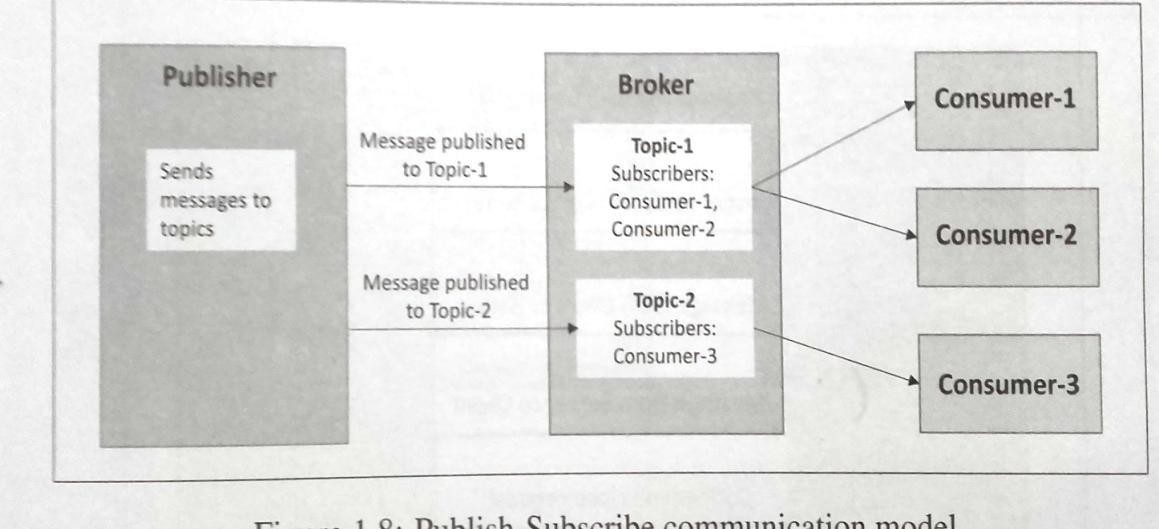 Publisher
Sends
messages to
topics
Message published
to Topic-1
Message published
to Topic-2
Broker
Topic-1
Subscribers:
Consumer-1,
Consumer-2
Topic-2
Subscribers:
Consumer-3
Consumer-1
Consumer-2
Consumer-3
Figure 1.8: Publish-Subscribe communication model